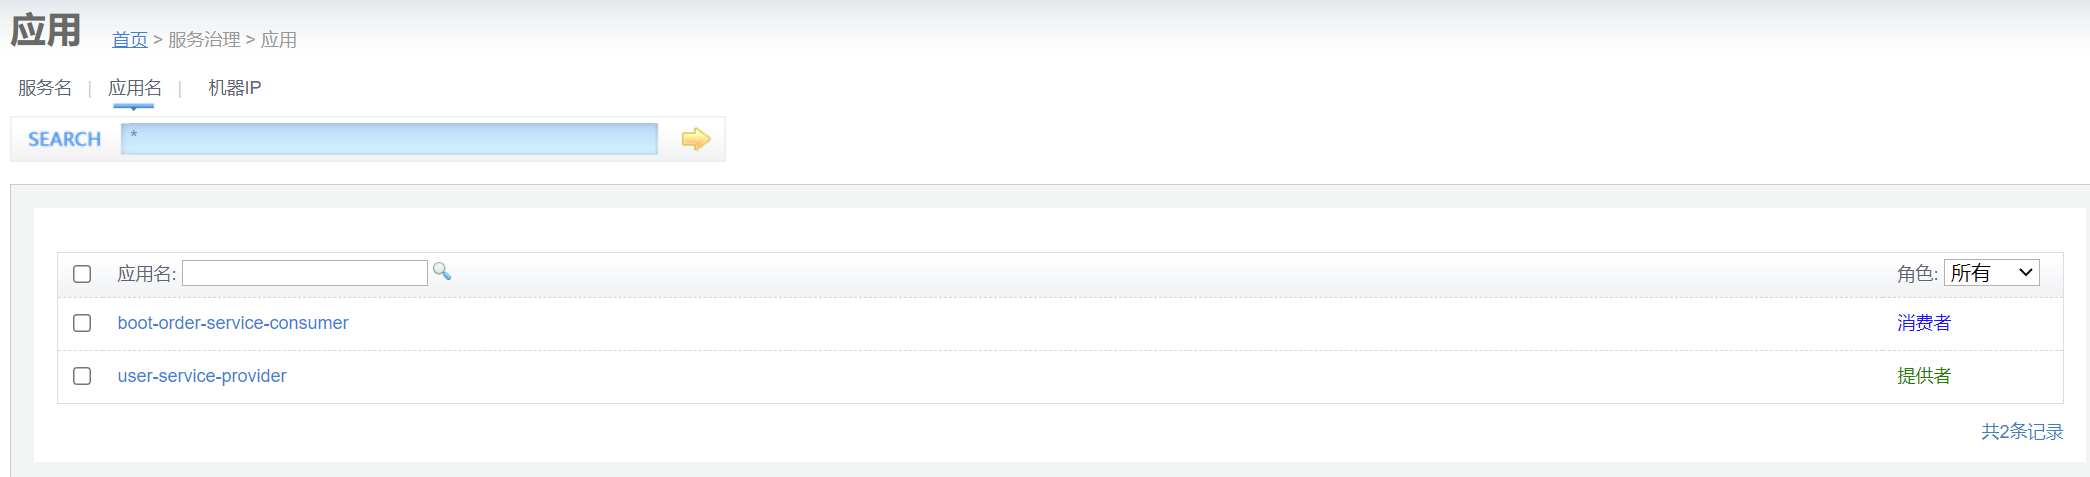 应用 首页 > 服务治理 > 应用
服务名 | 应用名 | 机器IP
SEARCH *
应用名: 角色: 所有
boot-order-service-consumer 消费者
user-service-provider 提供者
共2条记录